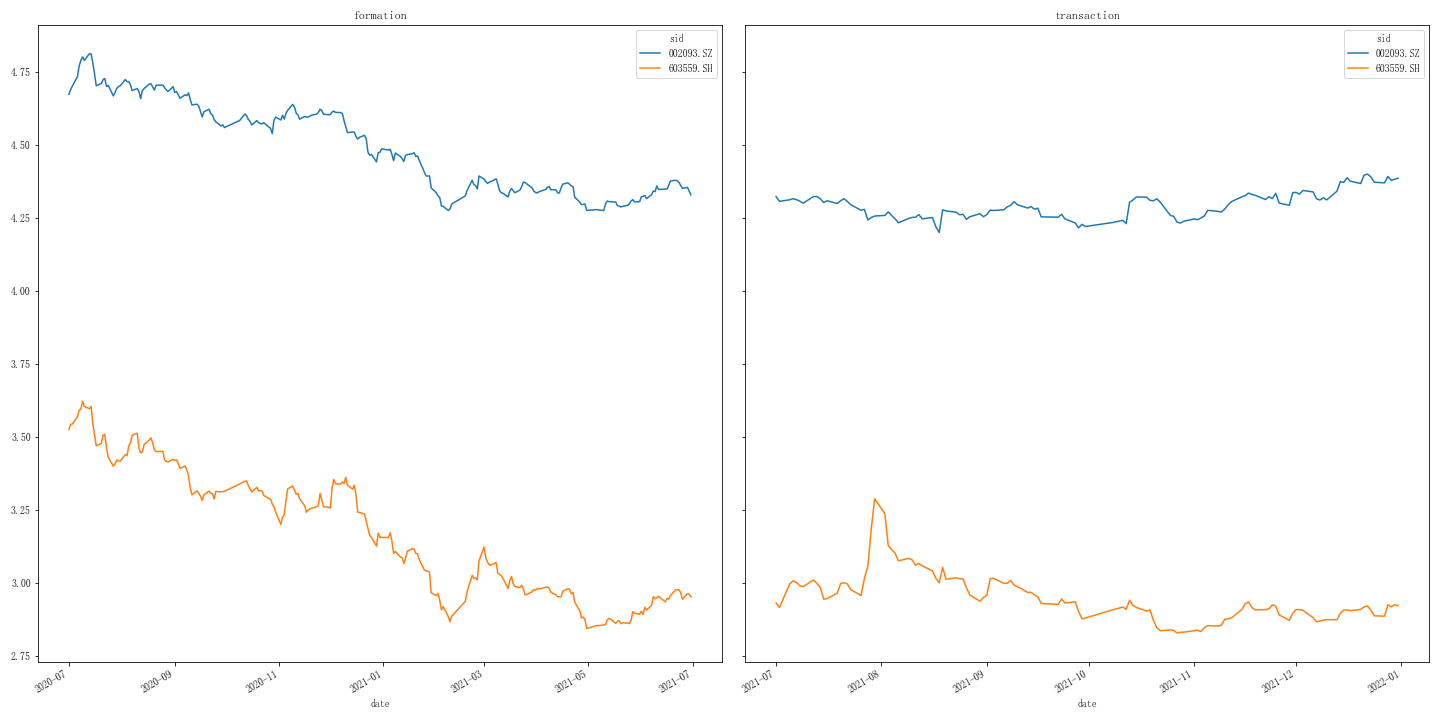 formation
sid
002093.SZ
603559.SH
4.75
4.50
4.25
4.00
3.75
3.50
3.25
3.00
2.75
2020-07
2020-09
2020-11
2021-01
2021-03
2021-05
2021-07
date
transaction
sid
002093.SZ
603559.SH
2021-07
2021-08
2021-09
2021-10
2021-11
2021-12
2022-01
date